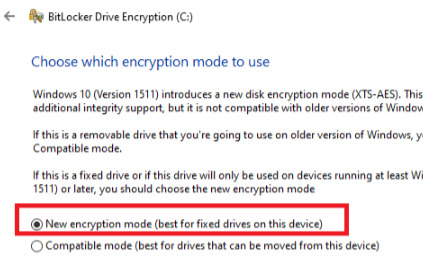 BitLocker Drive Encryption (C:)
Choose which encryption mode to use
Windows 10 (Version 1511) introduces a new disk encryption mode (XTS-AES). This
additional integrity support, but it is not compatible with older versions of Window
If this is a removable drive that you're going to use on older version of Windows, y
Compatible mode.
If this is a fixed drive or if this drive will only be used on devices running at least Wi
1511) or later, you should choose the new encryption mode
New encryption mode (best for fixed drives on this device)
Compatible mode (best for drives that can be moved from this device)